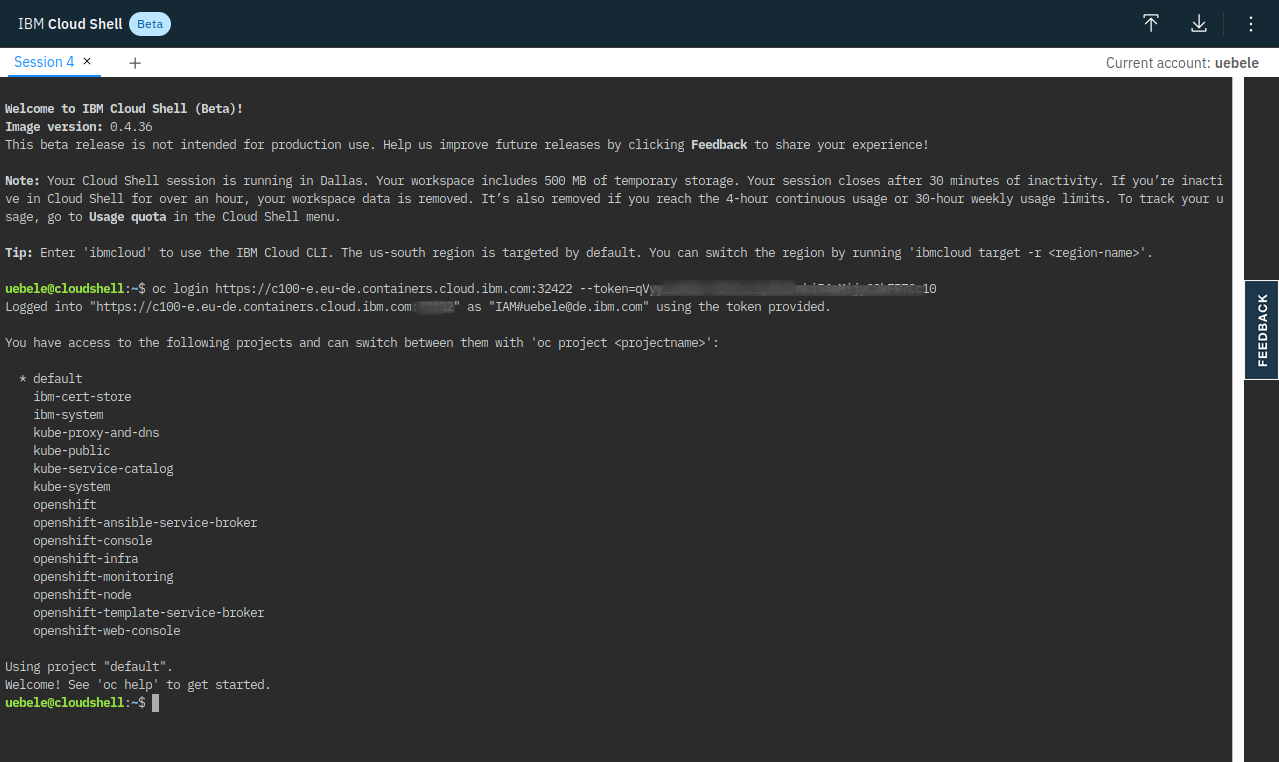 IBM Cloud Shell Beta
Session 4 × +
Current account: uebele
Welcome to IBM Cloud Shell (Beta)!
Image version: 0.4.36
This beta release is not intended for production use. Help us improve future releases by clicking Feedback to share your experience!
Note: Your Cloud Shell session is running in Dallas. Your workspace includes 500 MB of temporary storage. Your session closes after 30 minutes of inactivity. If you’re inacti
ve in Cloud Shell for over an hour, your workspace data is removed. It’s also removed if you reach the 4-hour continuous usage or 30-hour weekly usage limits. To track your u
sage, go to Usage quota in the Cloud Shell menu.
Tip: Enter 'ibmcloud' to use the IBM Cloud CLI. The us-south region is targeted by default. You can switch the region by running 'ibmcloud target -r <region-name>'.
uebele@cloudshell:~$ oc login https://c100-e.eu-de.containers.cloud.ibm.com:32422 --token=
Logged into "https://c100-e.eu-de.containers.cloud.ibm.com: " as "IAM#uebele@de.ibm.com" using the token provided.
You have access to the following projects and can switch between them with 'oc project <projectname>':
* default
ibm-cert-store
ibm-system
kube-proxy-and-dns
kube-public
kube-service-catalog
kube-system
openshift
openshift-ansible-service-broker
openshift-console
openshift-infra
openshift-monitoring
openshift-node
openshift-template-service-broker
openshift-web-console
Using project "default".
Welcome! See 'oc help' to get started.
uebele@cloudshell:~$
FEEDBACK